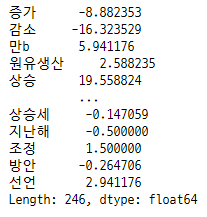 증가 -8.882353
감소 -16.323529
만b 5.941176
원유생산 2.588235
상승 19.558824
...
상승세 -0.147059
지난해 -0.500000
조정 1.500000
방안 -0.264706
선언 2.941176
Length: 246, dtype: float64